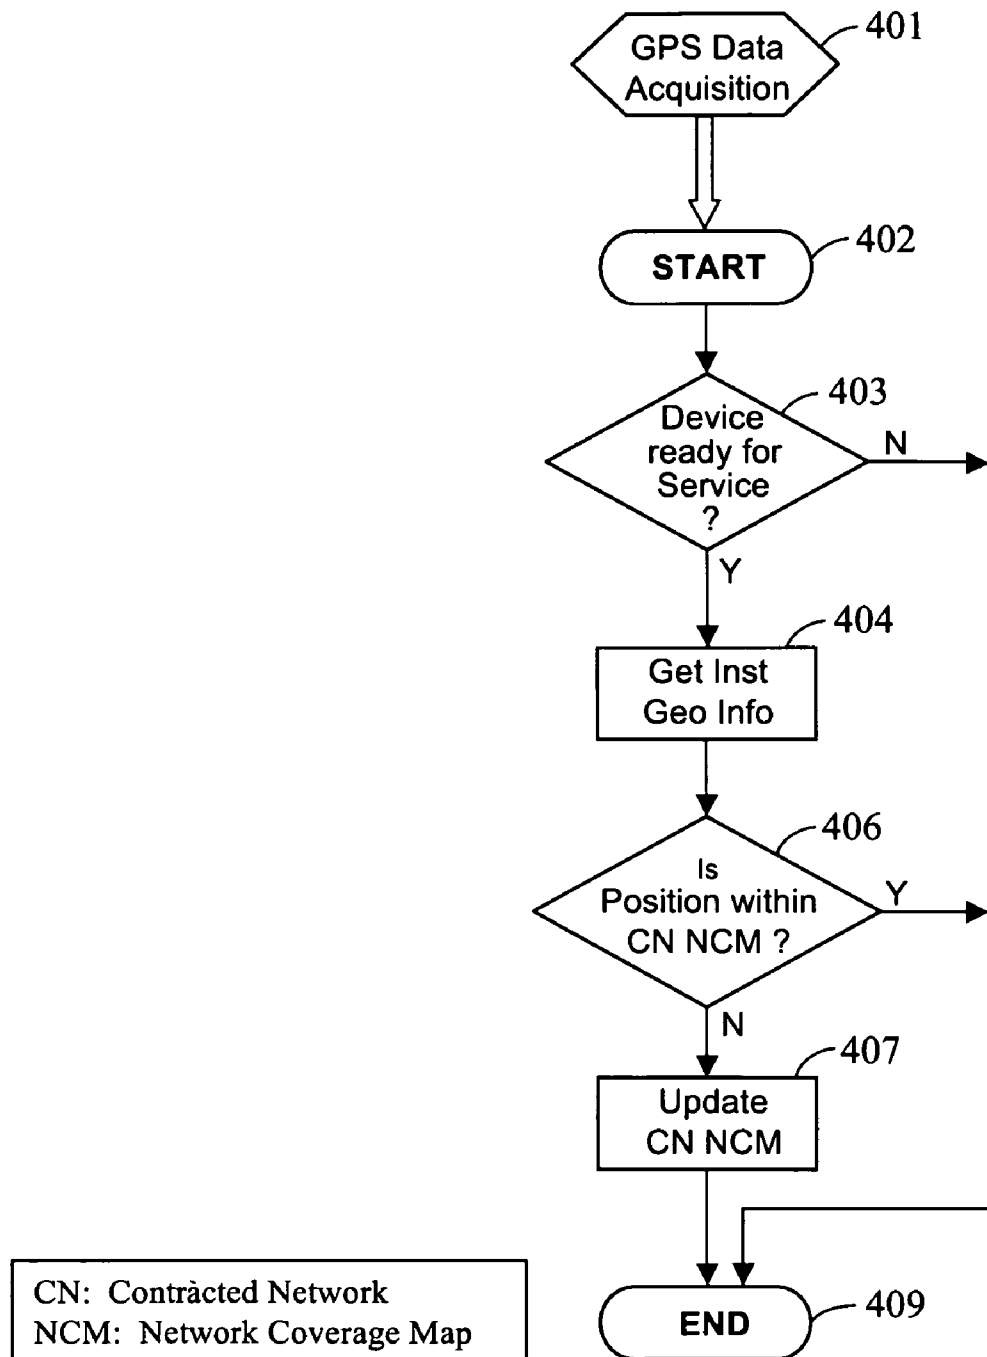 GPS Data
Acquisition
401
START
402
403
Device
ready for
Service
?
N
Y
404
Get Inst
Geo Info
406
Is
Position within
CN NCM ?
Y
N
407
Update
CN NCM
CN: Contracted Network
NCM: Network Coverage Map
END
409